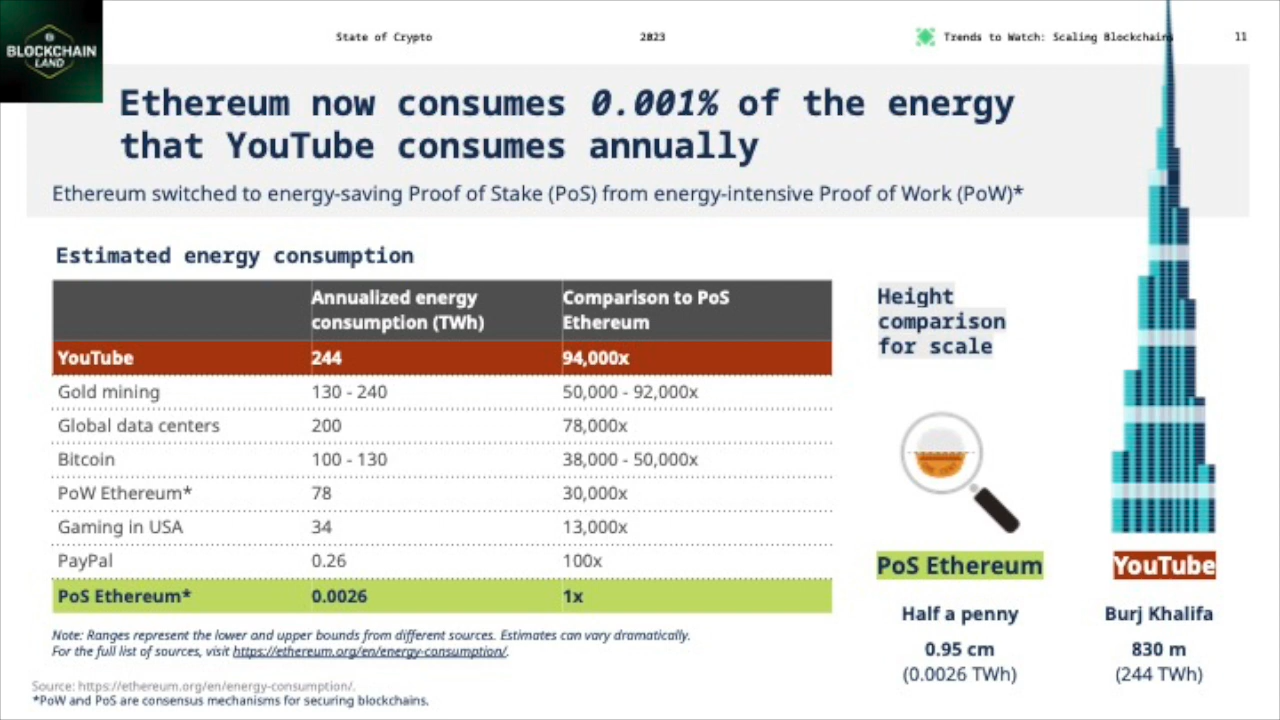 BLOCKCHAIN
LAND
State of Crypto 2023 Trends to Watch: Scaling Blockchains 11
Ethereum now consumes 0.001% of the energy
that YouTube consumes annually
Ethereum switched to energy-saving Proof of Stake (PoS) from energy-intensive Proof of Work (PoW)*
Estimated energy consumption
Annualized energy
consumption (TWh)
Comparison to PoS
Ethereum
YouTube 244 94,000x
Gold mining 130 - 240 50,000 - 92,000x
Global data centers 200 78,000x
Bitcoin 100 - 130 38,000 - 50,000x
PoW Ethereum* 78 30,000x
Gaming in USA 34 13,000x
PayPal 0.26 100x
PoS Ethereum* 0.0026 1x
Note: Ranges represent the lower and upper bounds from different sources. Estimates can vary dramatically.
For the full list of sources, visit https://ethereum.org/en/energy-consumption/.
Source: https://ethereum.org/en/energy-consumption/.
*PoW and PoS are consensus mechanisms for securing blockchains.
Height
comparison
for scale
PoS Ethereum
Half a penny
0.95 cm
(0.0026 TWh)
YouTube
Burj Khalifa
830 m
(244 TWh)